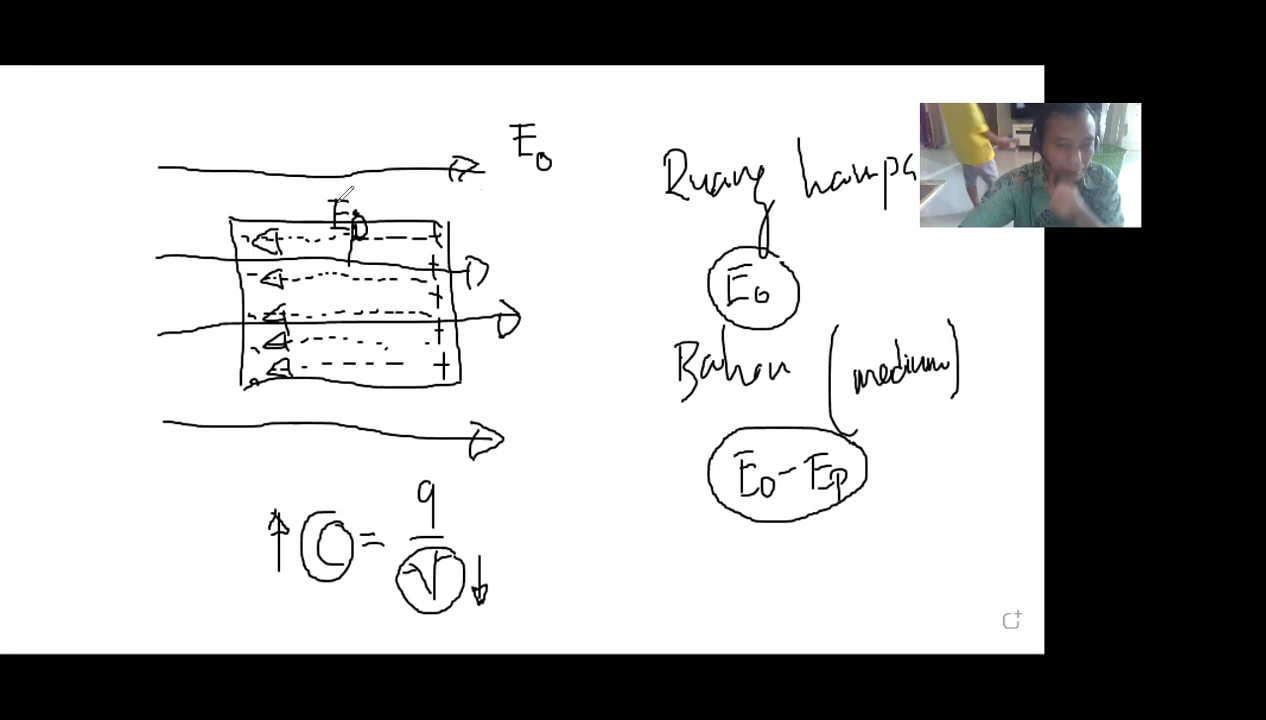 E₀
Ruang hampa
Ep
+
+
+
+
+
E₀
Bahan (medium)
E₀ - Ep
↑ C = q / V ↓